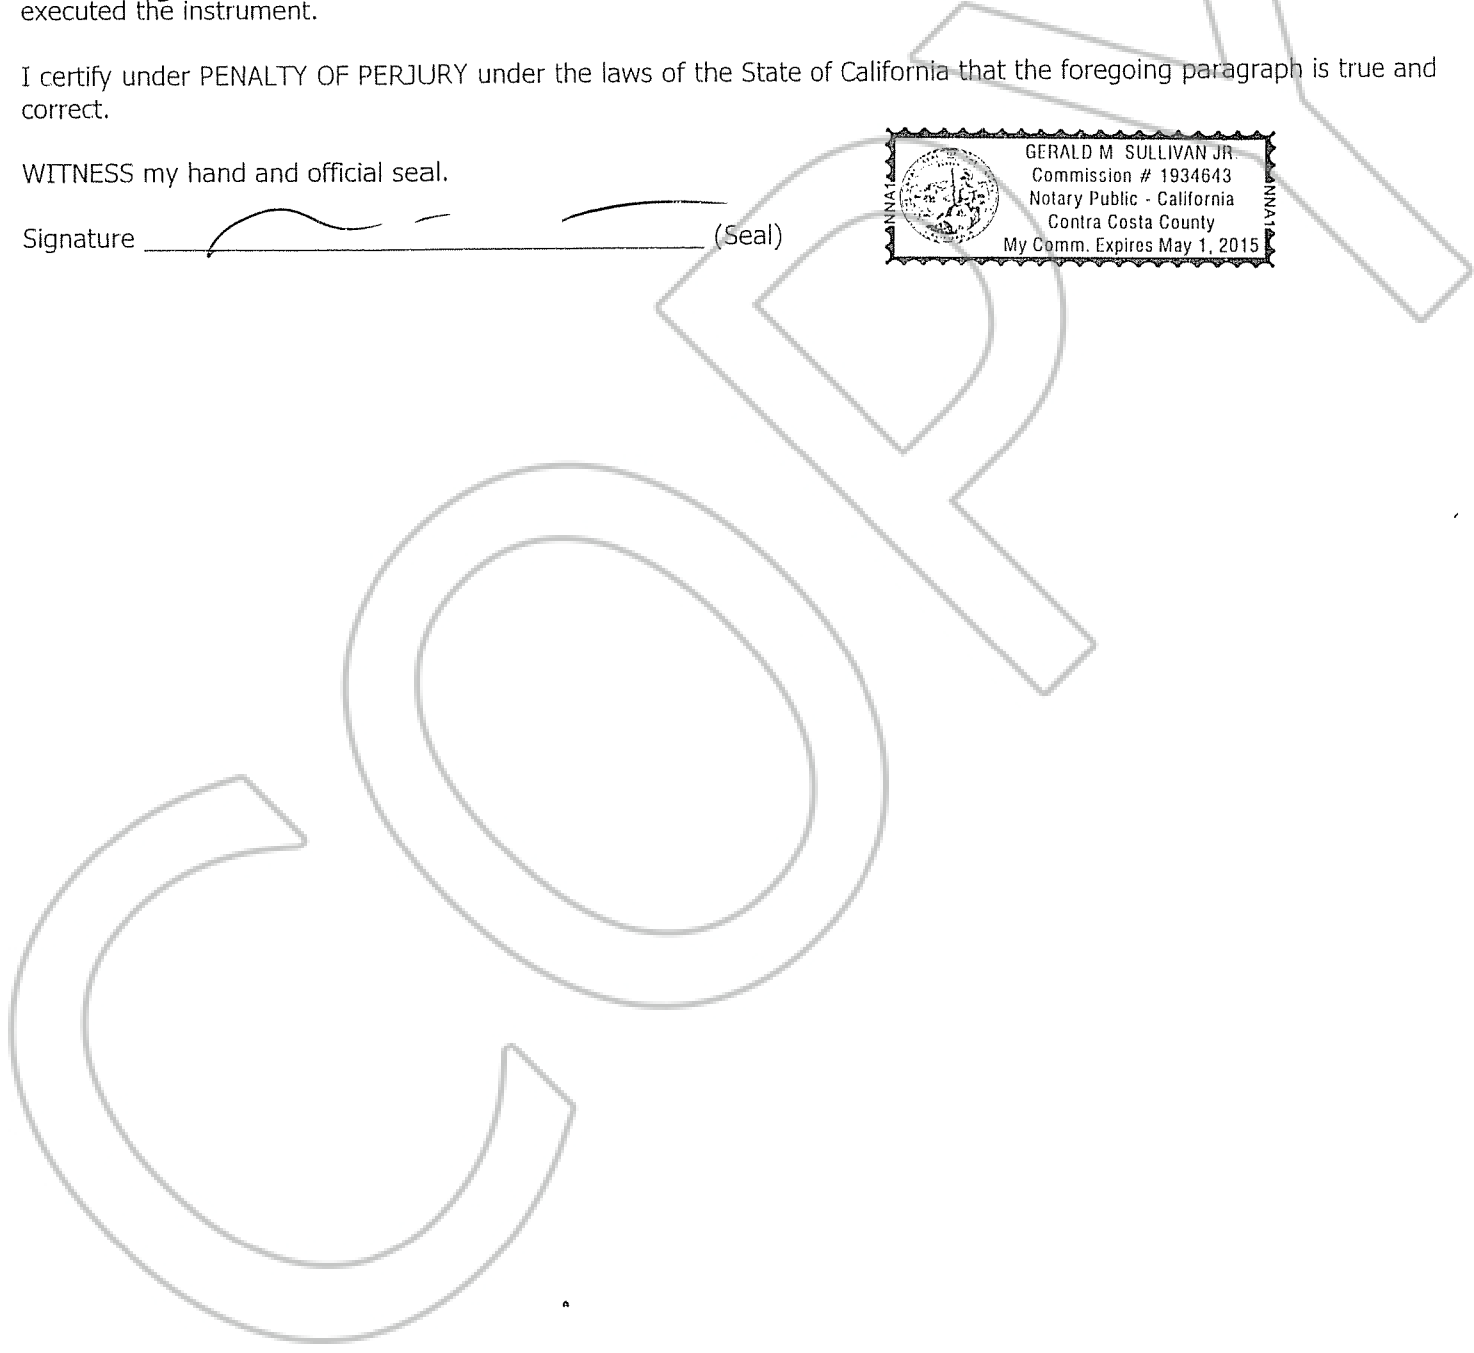 executed the instrument.
I certify under PENALTY OF PERJURY under the laws of the State of California that the foregoing paragraph is true and
correct.
WITNESS my hand and official seal.
Signature (Seal)
GERALD M SULLIVAN JR.
Commission # 1934643
Notary Public - California
Contra Costa County
My Comm. Expires May 1, 2015
NNA1
NNA1
COPY